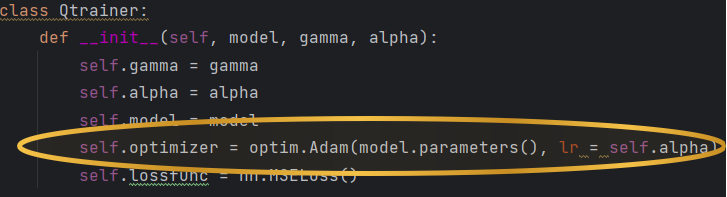 class Qtrainer:
def __init__(self, model, gamma, alpha):
self.gamma = gamma
self.alpha = alpha
self.model = model
self.optimizer = optim.Adam(model.parameters(), lr = self.alpha)
self.lossfunc = nn.MSELoss()